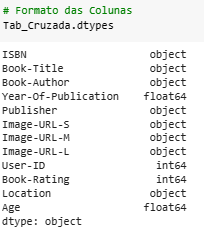 # Formato das Colunas
Tab_Cruzada.dtypes
ISBN object
Book-Title object
Book-Author object
Year-Of-Publication float64
Publisher object
Image-URL-S object
Image-URL-M object
Image-URL-L object
User-ID int64
Book-Rating int64
Location object
Age float64
dtype: object